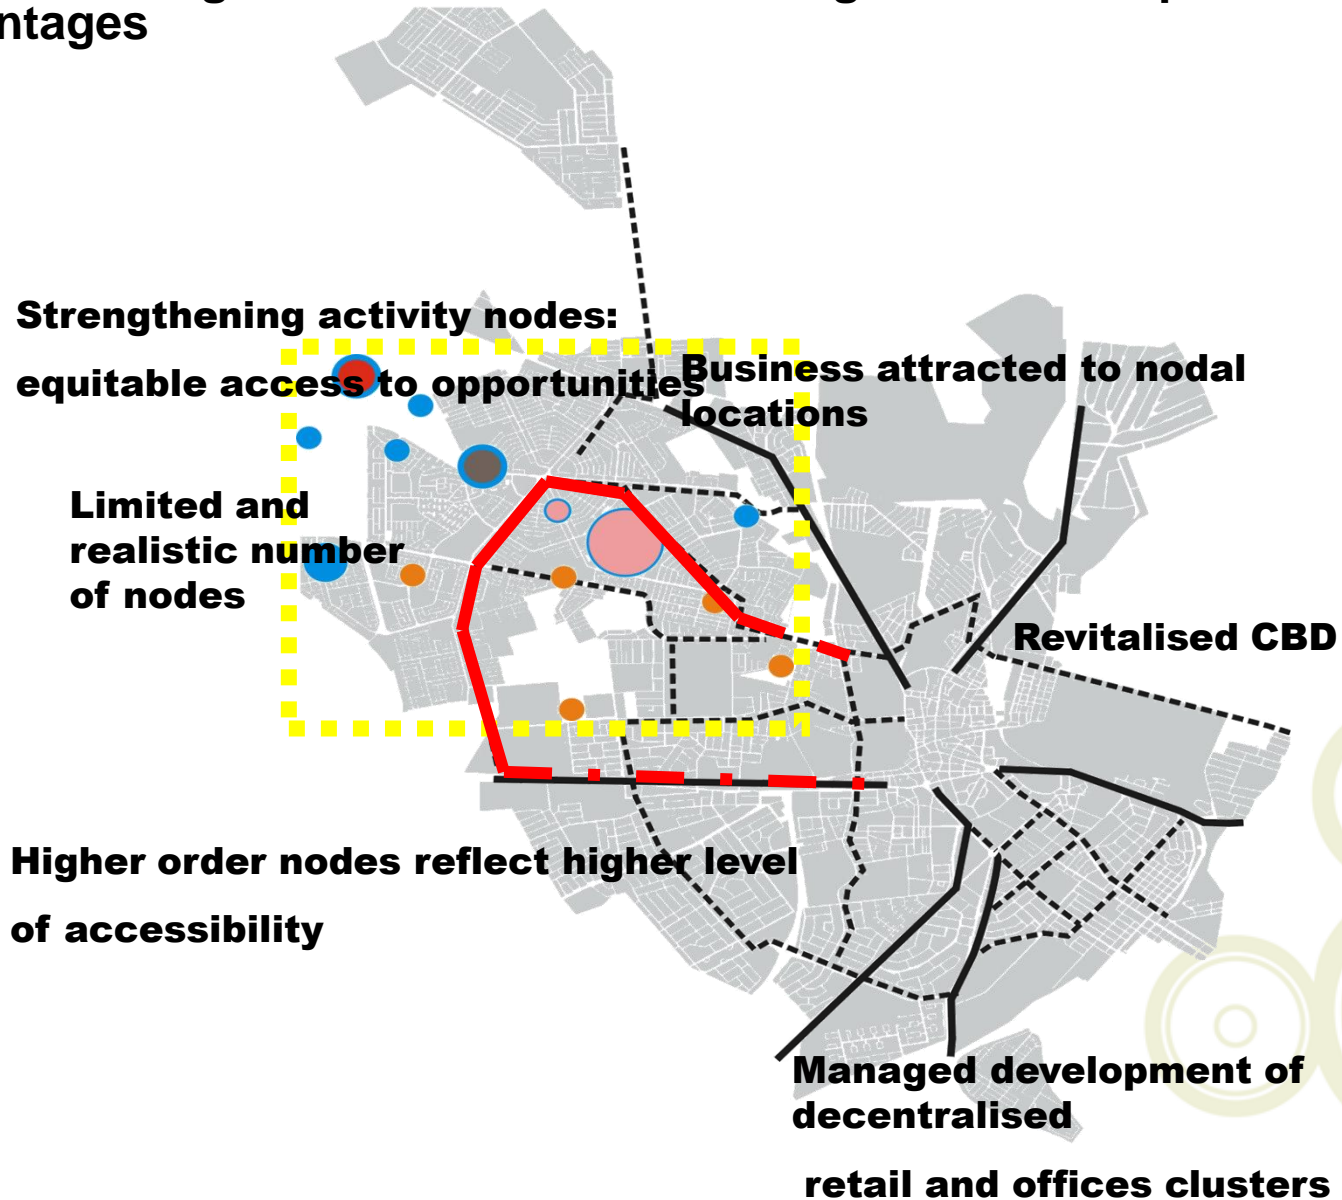 ntages
Strengthening activity nodes:
equitable access to opportunities
Business attracted to nodal
locations
Limited and
realistic number
of nodes
Revitalised CBD
Higher order nodes reflect higher level
of accessibility
Managed development of
decentralised
retail and offices clusters